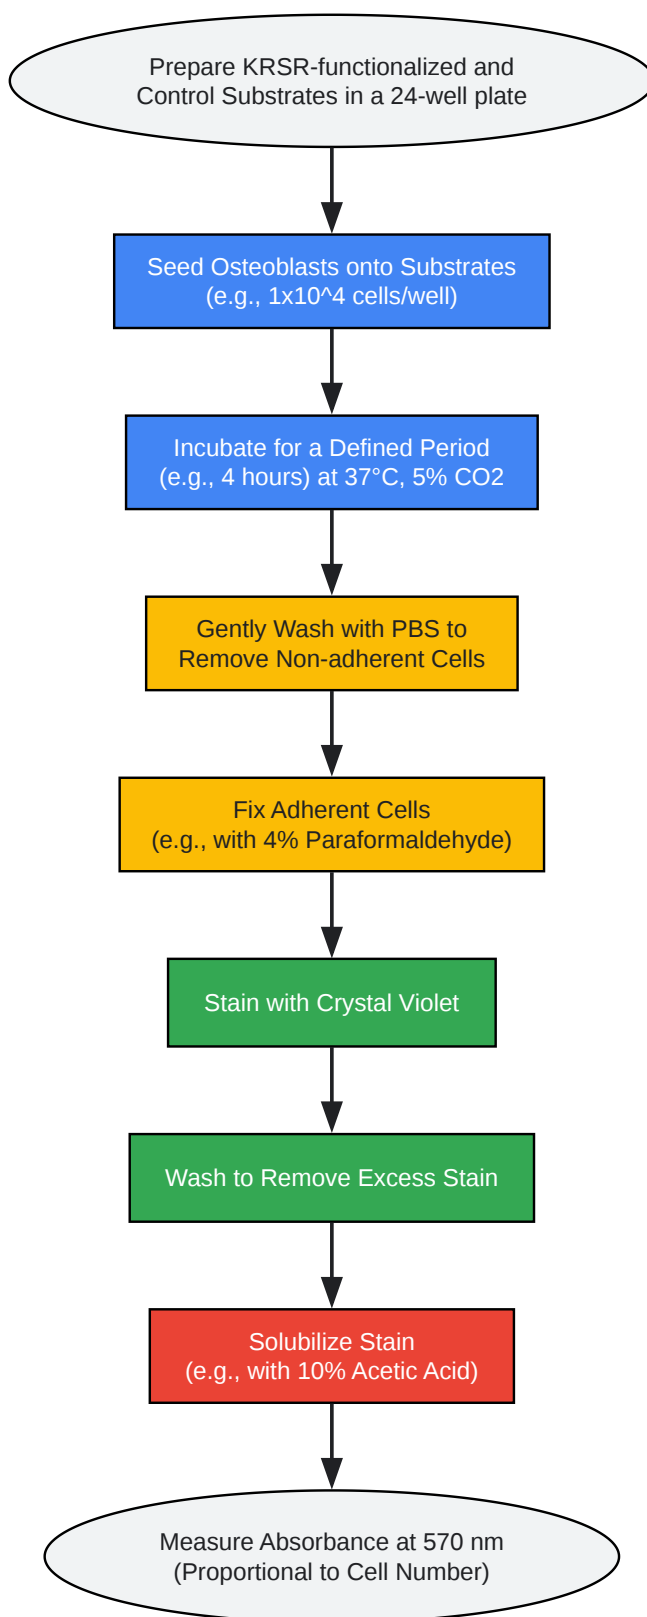 Prepare KRSR-functionalized and
Control Substrates in a 24-well plate
Seed Osteoblasts onto Substrates
(e.g., 1x10^4 cells/well)
Incubate for a Defined Period
(e.g., 4 hours) at 37°C, 5% CO2
Gently Wash with PBS to
Remove Non-adherent Cells
Fix Adherent Cells
(e.g., with 4% Paraformaldehyde)
Stain with Crystal Violet
Wash to Remove Excess Stain
Solubilize Stain
(e.g., with 10% Acetic Acid)
Measure Absorbance at 570 nm
(Proportional to Cell Number)